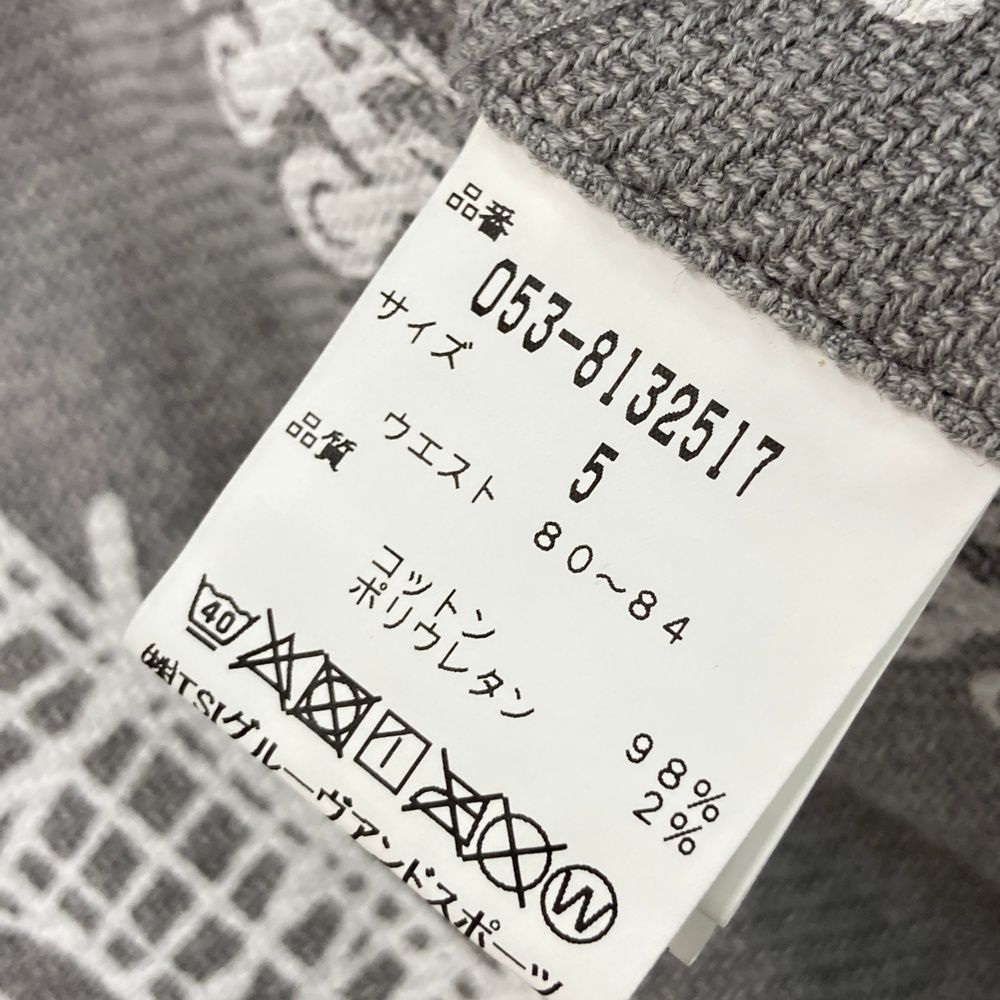 品番
053-8132517
サイズ 5
ウエスト 80～84
品質
コットン 98%
ポリウレタン 2%
40
W
㈱TSIグルーヴアンドスポーツ